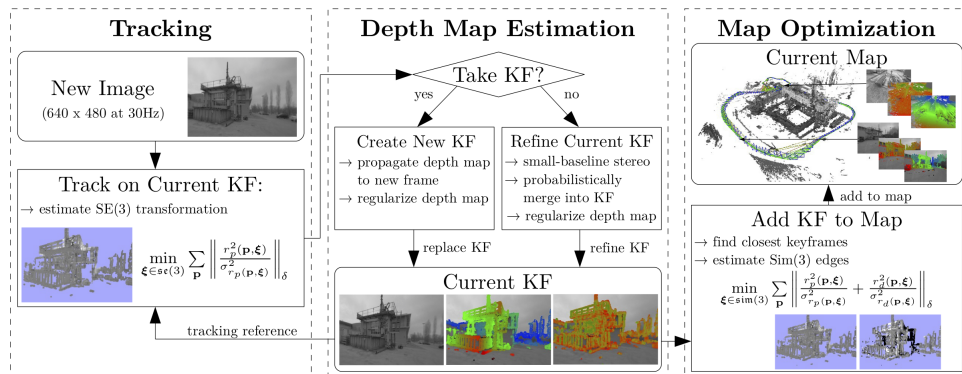 Tracking
New Image
(640 x 480 at 30Hz)
Track on Current KF:
→ estimate SE(3) transformation
min ξ∈𝔰𝔢(3) ∑ p ‖ r²p(p,ξ) / σ²rp(p,ξ) ‖δ
tracking reference
Depth Map Estimation
Take KF?
yes
no
Create New KF
→ propagate depth map
to new frame
→ regularize depth map
Refine Current KF
→ small-baseline stereo
→ probabilistically
merge into KF
→ regularize depth map
replace KF
refine KF
Current KF
Map Optimization
Current Map
add to map
Add KF to Map
→ find closest keyframes
→ estimate Sim(3) edges
min ξ∈𝔰𝔦𝔪(3) ∑ p ‖ r²p(p,ξ) / σ²rp(p,ξ) + r²d(p,ξ) / σ²rd(p,ξ) ‖δ